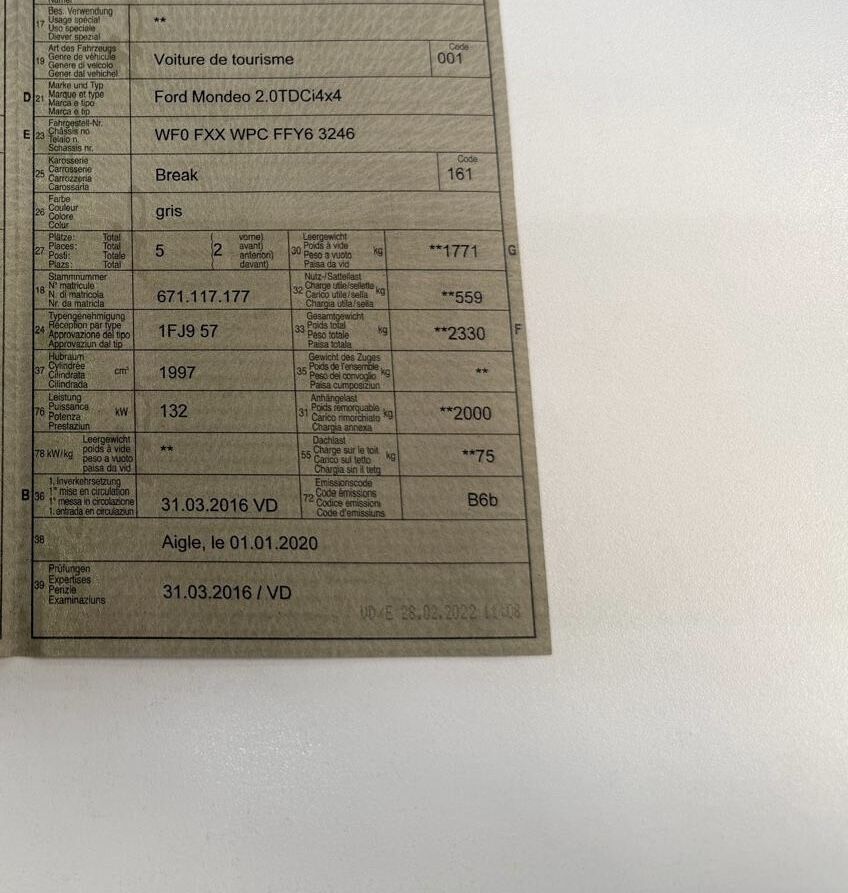 17 Bes. Verwendung
Usage spécial
Uso speciale
Diever spezial
**
19 Art des Fahrzeugs
Genre de véhicule
Genere di veicolo
Gener dal vehichel
Voiture de tourisme
Code
001
D 21 Marke und Typ
Marque et type
Marca e tipo
Marca e tip
Ford Mondeo 2.0TDCi4x4
E 23 Fahrgestell-Nr.
Châssis no
Telaio n.
Schassis nr.
WF0 FXX WPC FFY6 3246
25 Karosserie
Carrosserie
Carrozzeria
Carossaria
Break
Code
161
26 Farbe
Couleur
Colore
Colur
gris
27 Plätze: Total
Places: Total
Posti: Totale
Plazs: Total
5 ( 2 vorne)
avant)
anteriori)
davant)
30 Leergewicht
Poids à vide
Peso a vuoto
Paisa da vid
kg
**1771 G
18 Stammnummer
N° matricule
N. di matricola
Nr. da matricla
671.117.177
32 Nutz-/Sattellast
Charge utile/sellette
Carico utile/sella
Chargia utila/sella
kg
**559
24 Typengenehmigung
Réception par type
Approvazione del tipo
Approvaziun dal tip
1FJ9 57
33 Gesamtgewicht
Poids total
Peso totale
Paisa totala
kg
**2330 F
37 Hubraum
Cylindrée
Cilindrata
Cilindrada
cm³
1997
35 Gewicht des Zuges
Poids de l'ensemble
Peso del convoglio
Paisa cumposiziun
kg
**
76 Leistung
Puissance
Potenza
Prestaziun
kW
132
31 Anhängelast
Poids remorquable
Carico rimorchiato
Chargia annexa
kg
**2000
78 kW/kg Leergewicht
poids à vide
peso a vuoto
paisa da vid
**
55 Dachlast
Charge sur le toit
Carico sul tetto
Chargia sin il tetg
kg
**75
B 36 1. Inverkehrsetzung
1re mise en circulation
1a messa in circolazione
1. entrada en circulaziun
31.03.2016 VD
72 Emissionscode
Code émissions
Codice emissioni
Code d'emissiuns
B6b
38 Aigle, le 01.01.2020
39 Prüfungen
Expertises
Perizie
Examinaziuns
31.03.2016 / VD
VD/E 28.02.2022 11:08